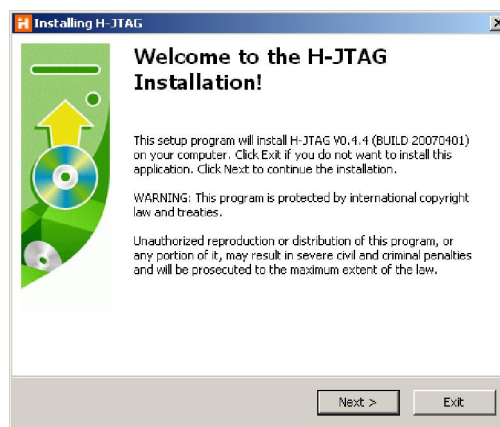 Installing H-JTAG
Welcome to the H-JTAG
Installation!
This setup program will install H-JTAG V0.4.4 (BUILD 20070401)
on your computer. Click Exit if you do not want to install this
application. Click Next to continue the installation.
WARNING: This program is protected by international copyright
law and treaties.
Unauthorized reproduction or distribution of this program, or
any portion of it, may result in severe civil and criminal penalties
and will be prosecuted to the maximum extent of the law.
Next >
Exit